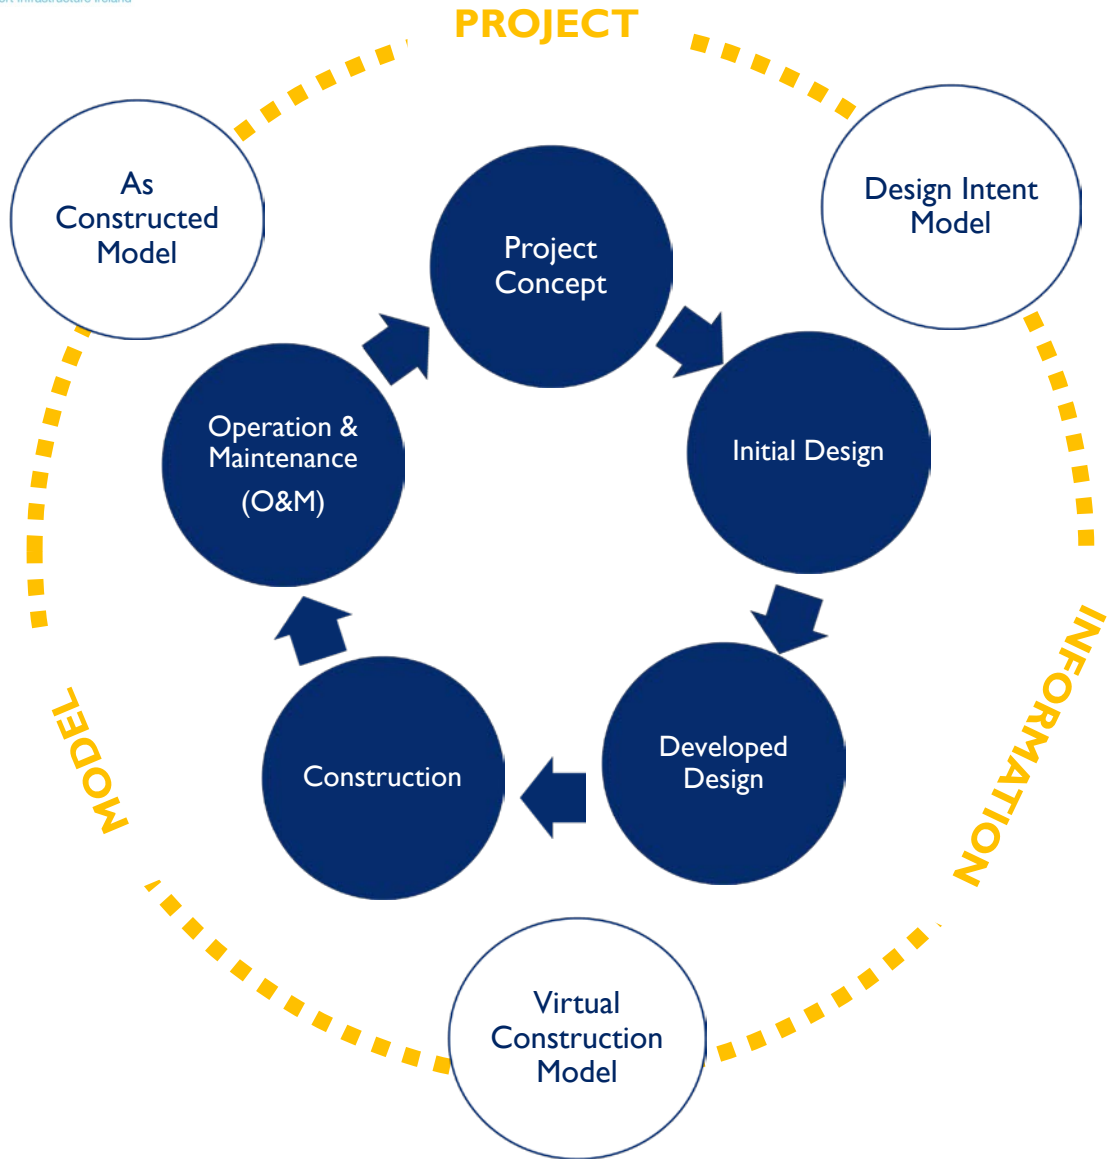 PROJECT
As
Constructed
Model
Design Intent
Model
Project
Concept
Operation &
Maintenance
(O&M)
Initial Design
INFORMATION
MODEL
Developed
Design
Construction
Virtual
Construction
Model